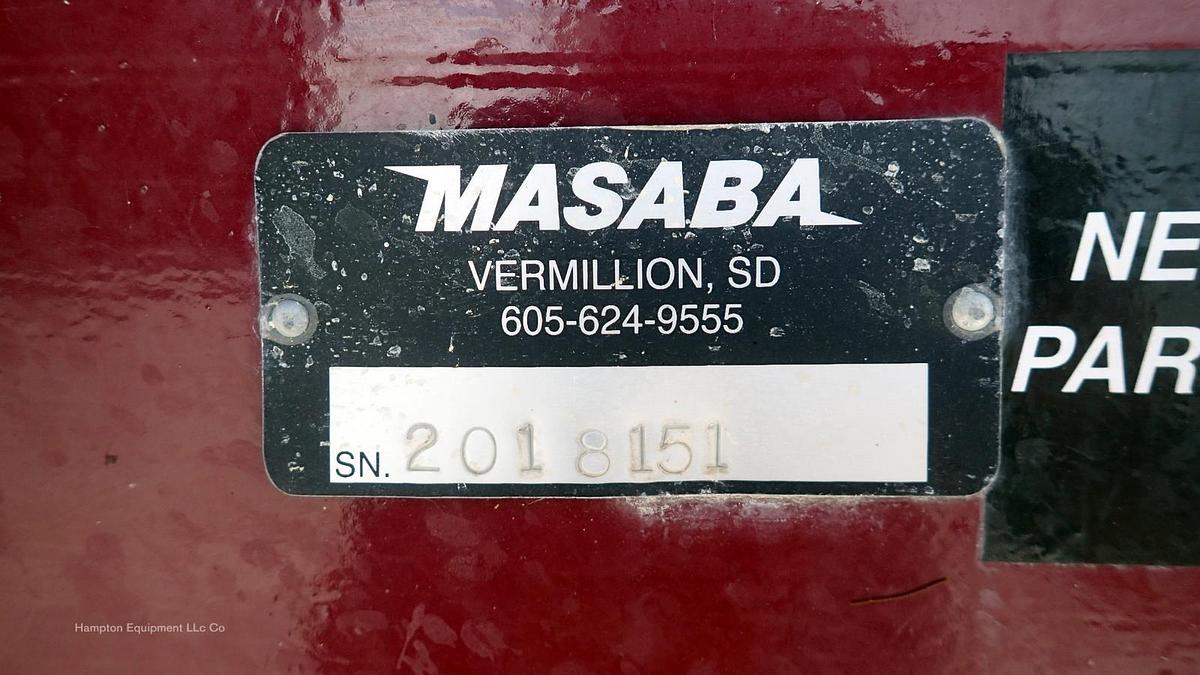 MASABA
VERMILLION, SD
605-624-9555
SN. 2018151
NE
PAR
Hampton Equipment LLc Co